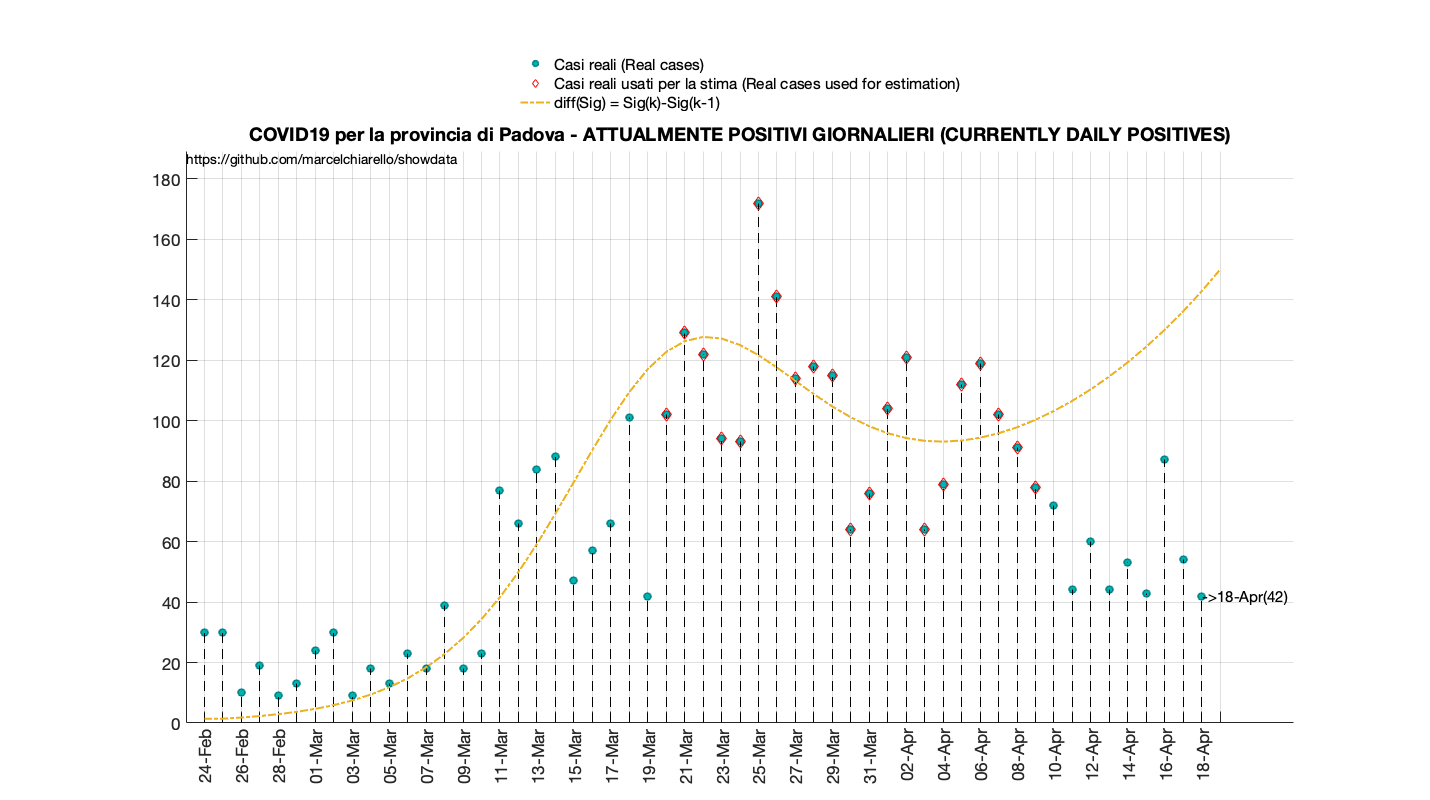 Casi reali (Real cases)
Casi reali usati per la stima (Real cases used for estimation)
diff(Sig) = Sig(k)-Sig(k-1)
COVID19 per la provincia di Padova - ATTUALMENTE POSITIVI GIORNALIERI (CURRENTLY DAILY POSITIVES)
https://github.com/marcelchiarello/showdata
180
160
140
120
100
80
60
40
20
0
->18-Apr(42)
24-Feb
26-Feb
28-Feb
01-Mar
03-Mar
05-Mar
07-Mar
09-Mar
11-Mar
13-Mar
15-Mar
17-Mar
19-Mar
21-Mar
23-Mar
25-Mar
27-Mar
29-Mar
31-Mar
02-Apr
04-Apr
06-Apr
08-Apr
10-Apr
12-Apr
14-Apr
16-Apr
18-Apr